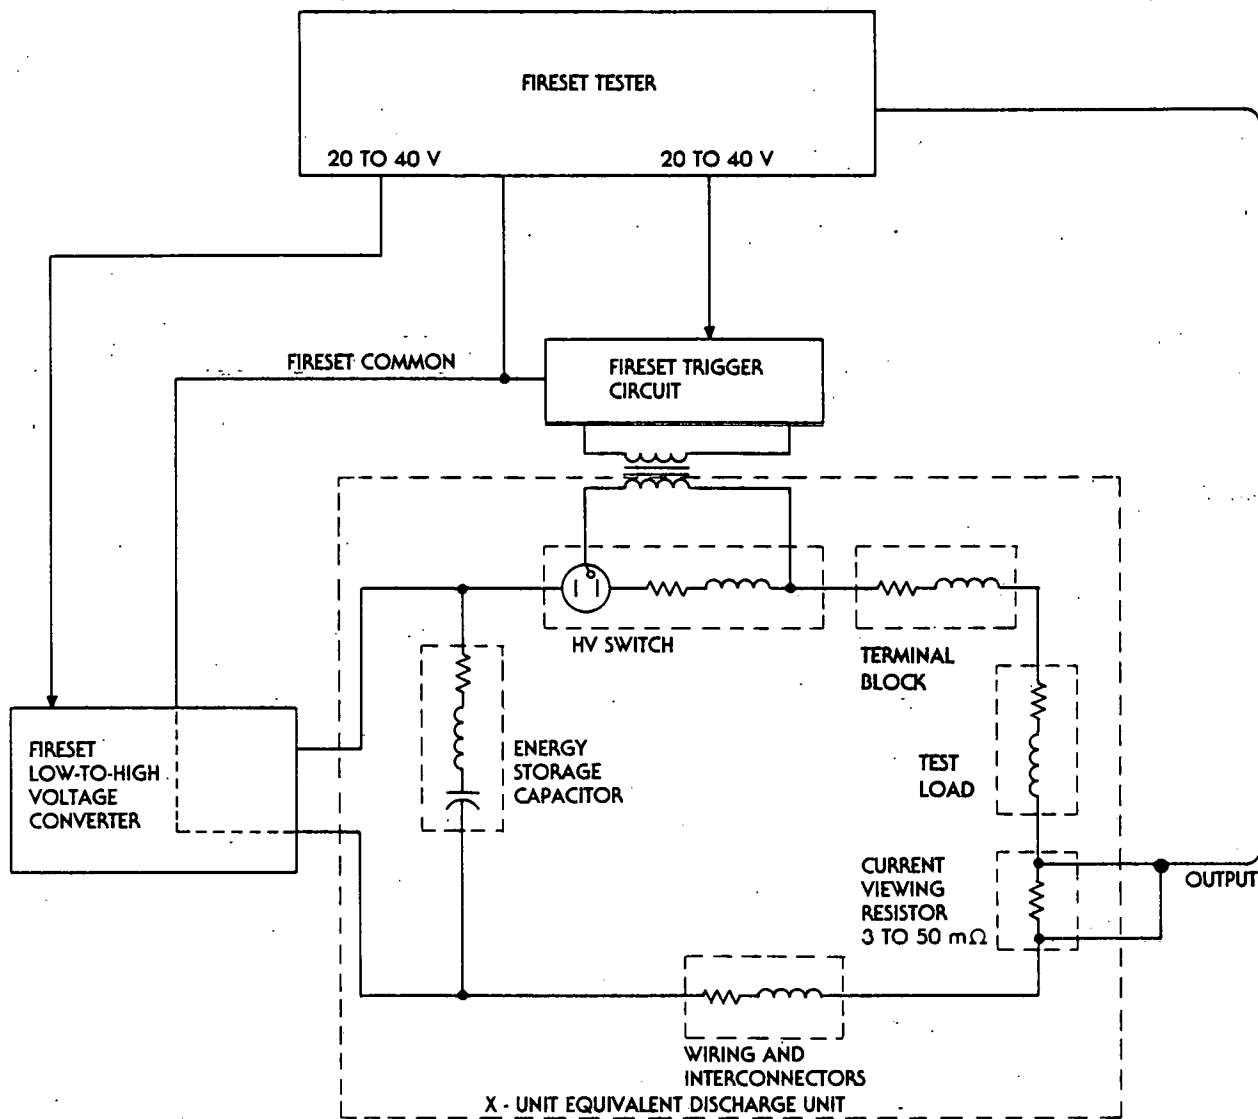 FIRESET TESTER
20 TO 40 V
20 TO 40 V
FIRESET COMMON
FIRESET TRIGGER
CIRCUIT
HV SWITCH
TERMINAL
BLOCK
FIRESET
LOW-TO-HIGH
VOLTAGE
CONVERTER
ENERGY
STORAGE
CAPACITOR
TEST
LOAD
CURRENT
VIEWING
RESISTOR
3 TO 50 mΩ
OUTPUT
WIRING AND
INTERCONNECTORS
X - UNIT EQUIVALENT DISCHARGE UNIT